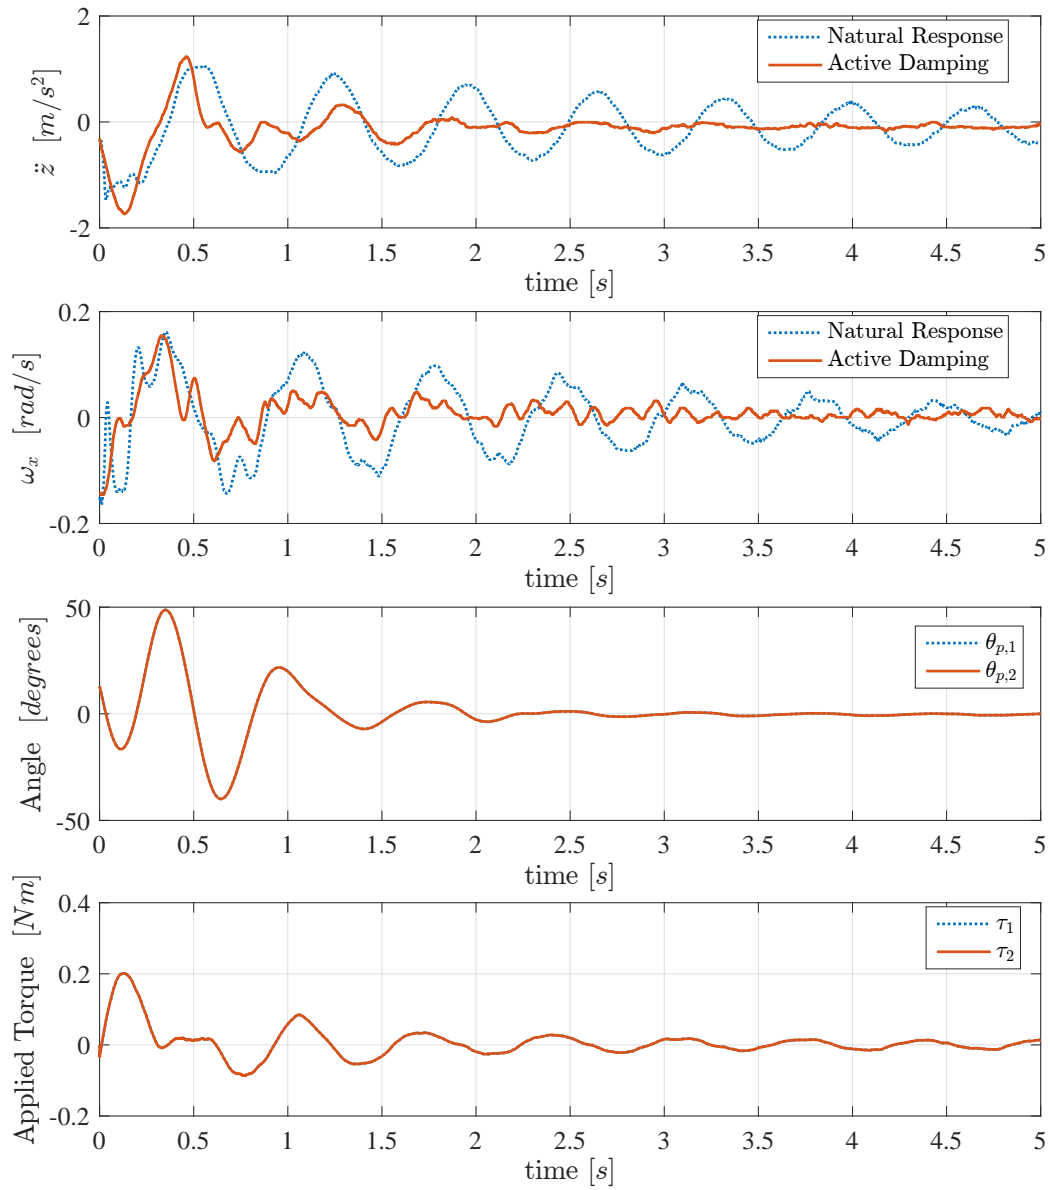 2
0
-2
z̈ [m/s²]
Natural Response
Active Damping
0 0.5 1 1.5 2 2.5 3 3.5 4 4.5 5
time [s]
0.2
0
-0.2
ω_x [rad/s]
Natural Response
Active Damping
0 0.5 1 1.5 2 2.5 3 3.5 4 4.5 5
time [s]
50
0
-50
Angle [degrees]
θ_{p,1}
θ_{p,2}
0 0.5 1 1.5 2 2.5 3 3.5 4 4.5 5
time [s]
0.4
0.2
0
-0.2
Applied Torque [Nm]
τ_1
τ_2
0 0.5 1 1.5 2 2.5 3 3.5 4 4.5 5
time [s]